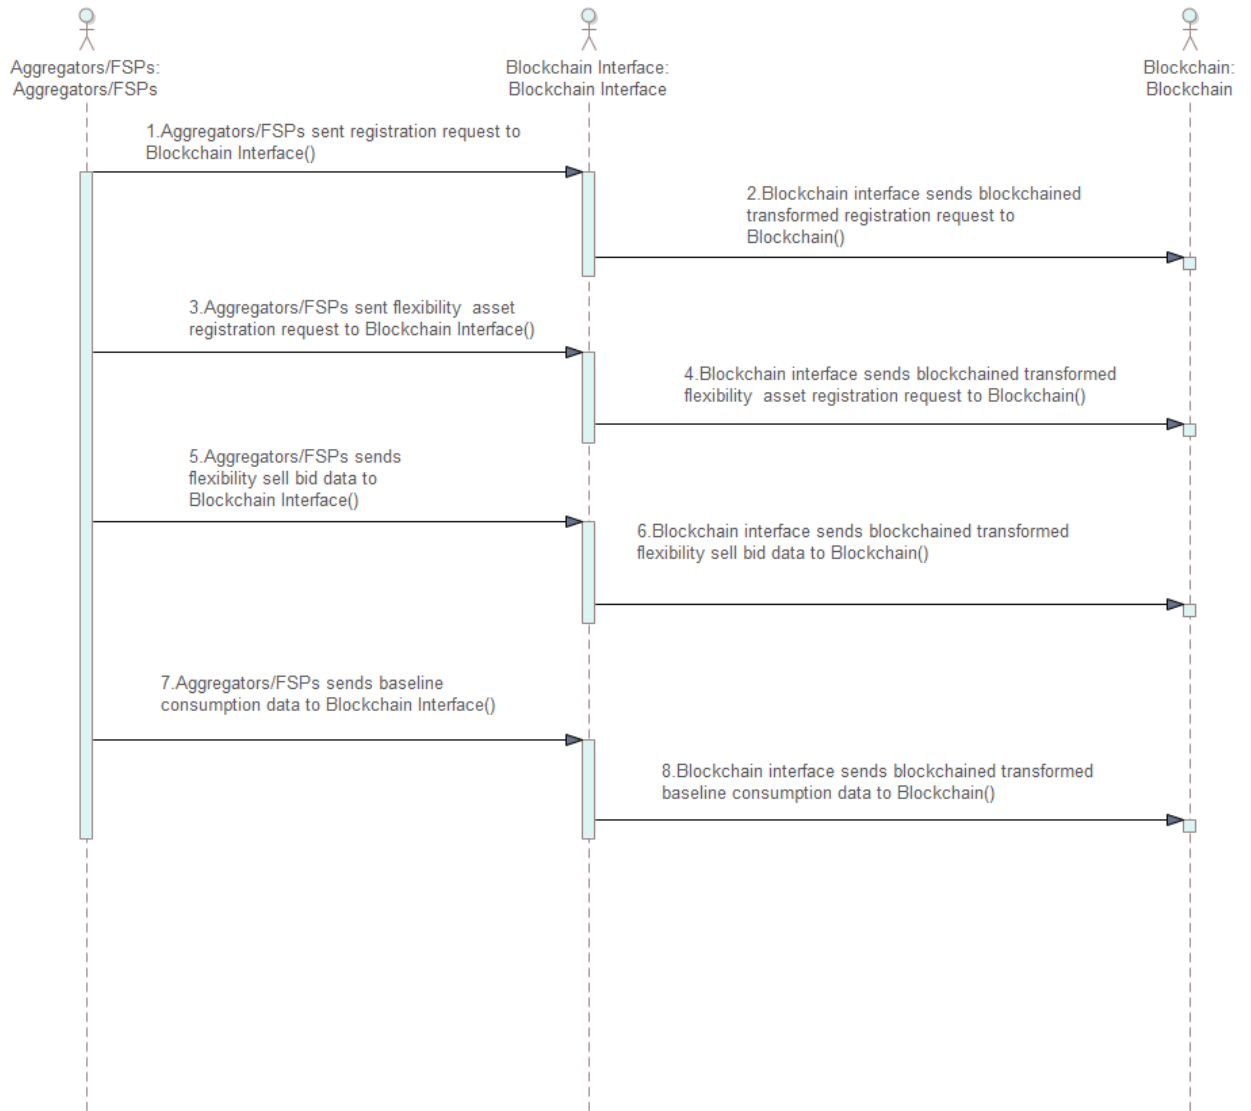 Aggregators/FSPs:
Aggregators/FSPs
Blockchain Interface:
Blockchain Interface
Blockchain:
Blockchain
1.Aggregators/FSPs sent registration request to
Blockchain Interface()
2.Blockchain interface sends blockchained
transformed registration request to
Blockchain()
3.Aggregators/FSPs sent flexibility  asset
registration request to Blockchain Interface()
4.Blockchain interface sends blockchained transformed
flexibility  asset registration request to Blockchain()
5.Aggregators/FSPs sends
flexibility sell bid data to
Blockchain Interface()
6.Blockchain interface sends blockchained transformed
flexibility sell bid data to Blockchain()
7.Aggregators/FSPs sends baseline
consumption data to Blockchain Interface()
8.Blockchain interface sends blockchained transformed
baseline consumption data to Blockchain()